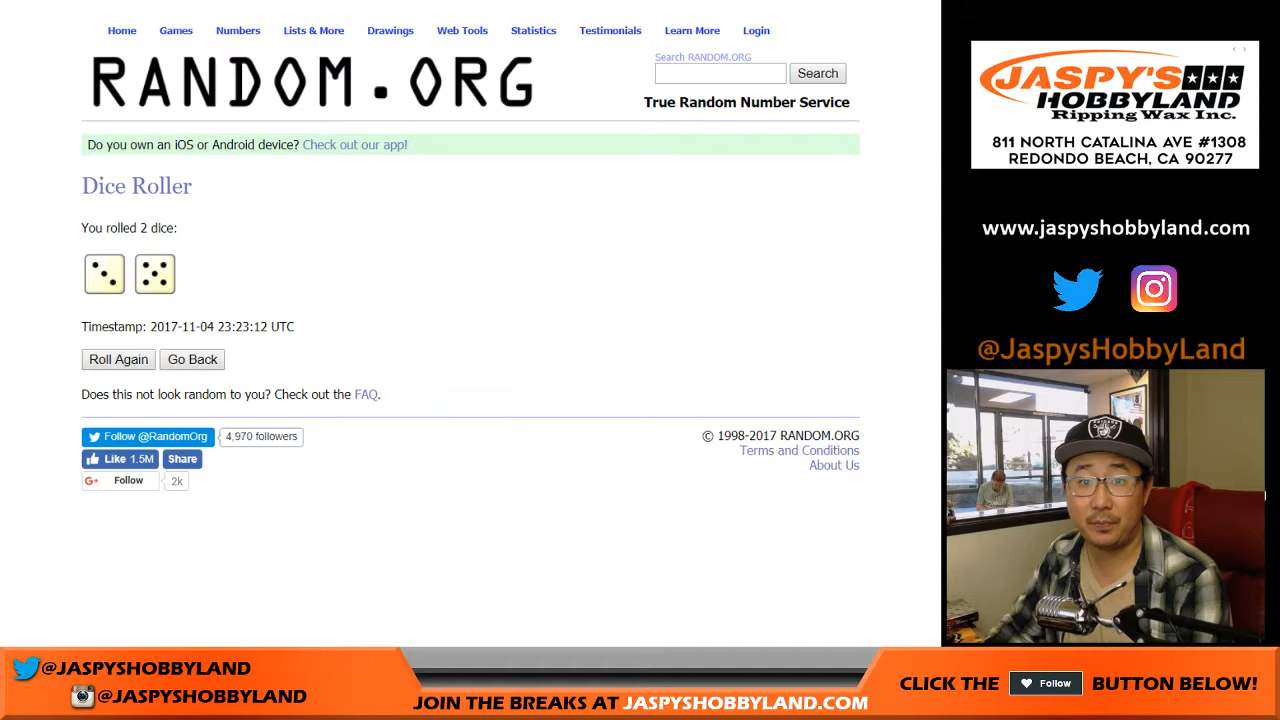 Home Games Numbers Lists & More Drawings Web Tools Statistics Testimonials Learn More Login
RANDOM.ORG
Search RANDOM.ORG
Search
True Random Number Service
Do you own an iOS or Android device? Check out our app!
Dice Roller
You rolled 2 dice:
Timestamp: 2017-11-04 23:23:12 UTC
Roll Again Go Back
Does this not look random to you? Check out the FAQ.
Follow @RandomOrg 4,970 followers
Like 1.5M Share
Follow 2k
© 1998-2017 RANDOM.ORG
Terms and Conditions
About Us
JASPY'S
HOBBYLAND
Ripping Wax Inc.
811 NORTH CATALINA AVE #1308
REDONDO BEACH, CA 90277
www.jaspyshobbyland.com
@JaspysHobbyLand
RAIDERS
@JASPYSHOBBYLAND
@JASPYSHOBBYLAND
JOIN THE BREAKS AT JASPYSHOBBYLAND.COM
CLICK THE Follow BUTTON BELOW!